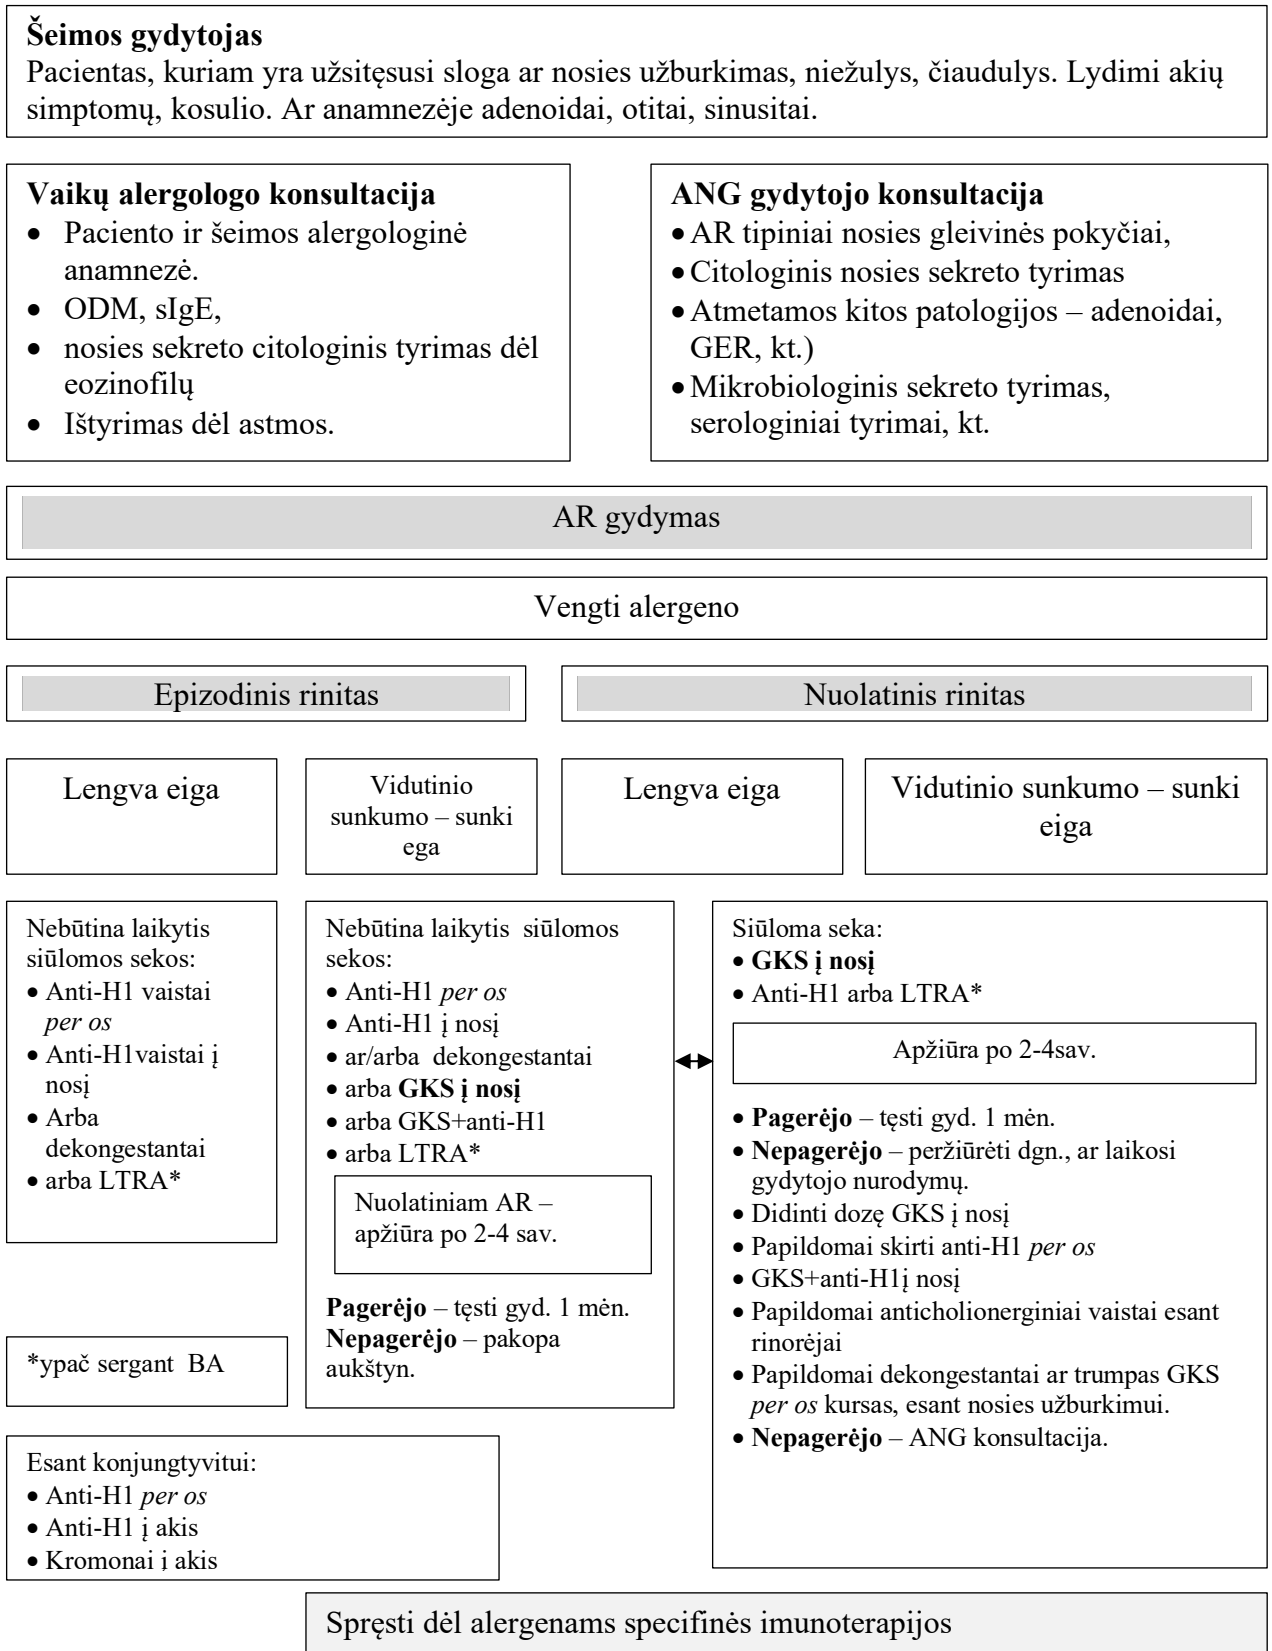 Šeimos gydytojas
Pacientas, kuriam yra užsitęsusi sloga ar nosies užburkimas, niežulys, čiaudulys. Lydimi akių
simptomų, kosulio. Ar anamnezėje adenoidai, otitai, sinusitai.
Vaikų alergologo konsultacija
• Paciento ir šeimos alergologinė
anamnezė.
• ODM, sIgE,
• nosies sekreto citologinis tyrimas dėl
eozinofilų
• Ištyrimas dėl astmos.
ANG gydytojo konsultacija
• AR tipiniai nosies gleivinės pokyčiai,
• Citologinis nosies sekreto tyrimas
• Atmetamos kitos patologijos – adenoidai,
GER, kt.)
• Mikrobiologinis sekreto tyrimas,
serologiniai tyrimai, kt.
AR gydymas
Vengti alergeno
Epizodinis rinitas
Nuolatinis rinitas
Lengva eiga
Vidutinio
sunkumo – sunki
ega
Lengva eiga
Vidutinio sunkumo – sunki
eiga
Nebūtina laikytis
siūlomos sekos:
• Anti-H1 vaistai
per os
• Anti-H1vaistai į
nosį
• Arba
dekongestantai
• arba LTRA*
Nebūtina laikytis siūlomos
sekos:
• Anti-H1 per os
• Anti-H1 į nosį
• ar/arba dekongestantai
• arba GKS į nosį
• arba GKS+anti-H1
• arba LTRA*
Nuolatiniam AR –
apžiūra po 2-4 sav.
Pagerėjo – tęsti gyd. 1 mėn.
Nepagerėjo – pakopa
aukštyn.
Siūloma seka:
• GKS į nosį
• Anti-H1 arba LTRA*
Apžiūra po 2-4sav.
• Pagerėjo – tęsti gyd. 1 mėn.
• Nepagerėjo – peržiūrėti dgn., ar laikosi
gydytojo nurodymų.
• Didinti dozę GKS į nosį
• Papildomai skirti anti-H1 per os
• GKS+anti-H1į nosį
• Papildomai anticholionerginiai vaistai esant
rinorėjai
• Papildomai dekongestantai ar trumpas GKS
per os kursas, esant nosies užburkimui.
• Nepagerėjo – ANG konsultacija.
*ypač sergant BA
Esant konjungtyvitui:
• Anti-H1 per os
• Anti-H1 į akis
• Kromonai į akis
Spręsti dėl alergenams specifinės imunoterapijos